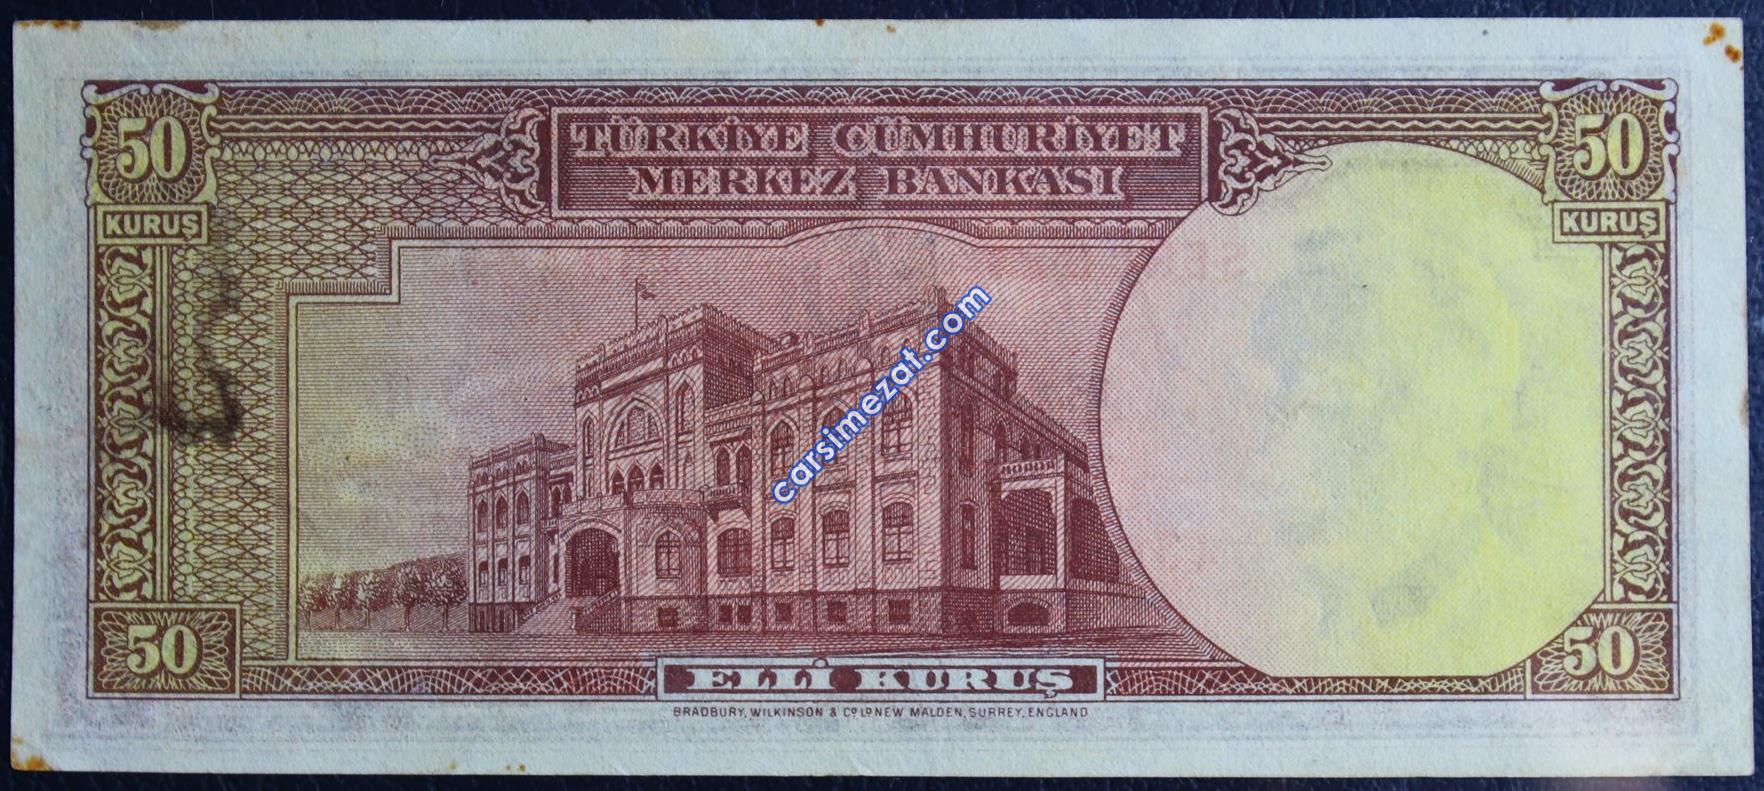 50
50
TÜRKİYE CÜMHURİYET
MERKEZ BANKASI
KURUŞ
KURUŞ
carsimezat.com
50
50
ELLİ KURUŞ
BRADBURY, WILKINSON & Cº Lº NEW MALDEN, SURREY, ENGLAND